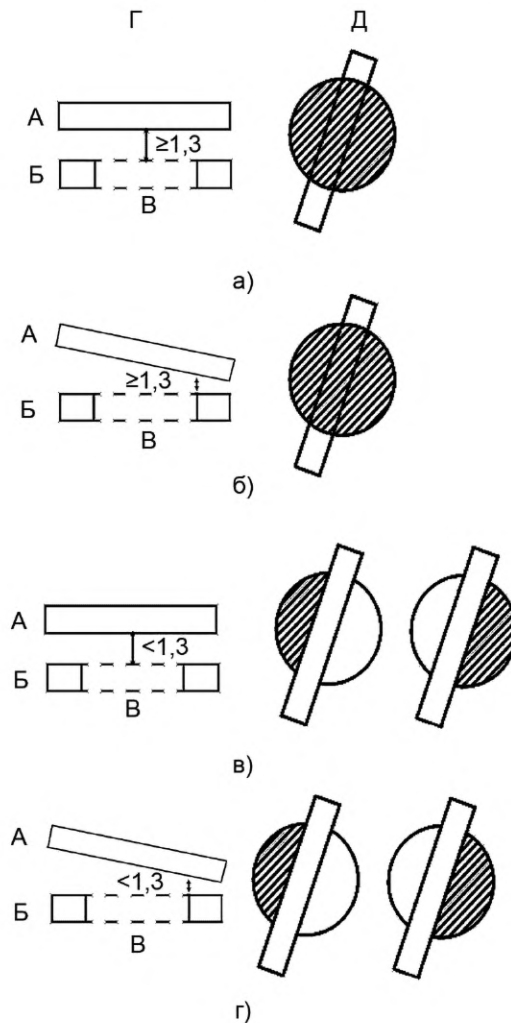 Г Д
А
≥1,3
Б
В
а)
А
≥1,3
Б
В
б)
А
<1,3
Б
В
в)
А
<1,3
Б
В
г)